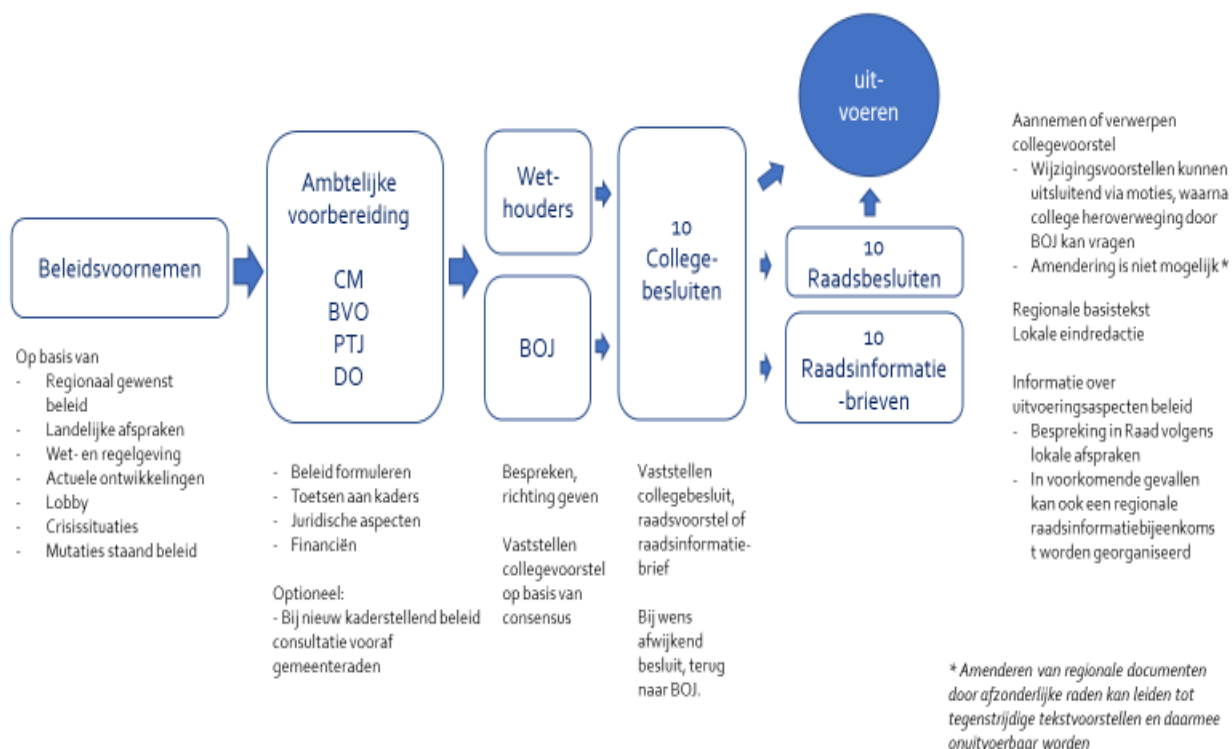 Beleidsvoornemen
Op basis van
- Regionaal gewenst
beleid
- Landelijke afspraken
- Wet- en regelgeving
- Actuele ontwikkelingen
- Lobby
- Crisissituaties
- Mutaties staand beleid
Ambtelijke
voorbereiding
CM
BVO
PTJ
DO
- Beleid formuleren
- Toetsen aan kaders
- Juridische aspecten
- Financiën
Optioneel:
- Bij nieuw kaderstellend beleid
consultatie vooraf
gemeenteraden
Wet-
houders
BOJ
Bespreken,
richting geven
Vaststellen
collegevoorstel
op basis van
consensus
10
College-
besluiten
Vaststellen
collegebesluit,
raadsvoorstel of
raadsinformatie-
brief
Bij wens
afwijkend
besluit, terug
naar BOJ.
uit-
voeren
10
Raadsbesluiten
10
Raadsinformatie
-brieven
Aannemen of verwerpen
collegevoorstel
- Wijzigingsvoorstellen kunnen
uitsluitend via moties, waarna
college heroverweging door
BOJ kan vragen
- Amendering is niet mogelijk*
Regionale basistekst
Lokale eindredactie
Informatie over
uitvoeringsaspecten beleid
- Bespreking in Raad volgens
lokale afspraken
- In voorkomende gevallen
kan ook een regionale
raadsinformatiebijeenkoms
t worden georganiseerd
* Amenderen van regionale documenten
door afzonderlijke raden kan leiden tot
tegenstrijdige tekstvoorstellen en daarmee
onuitvoerbaar worden